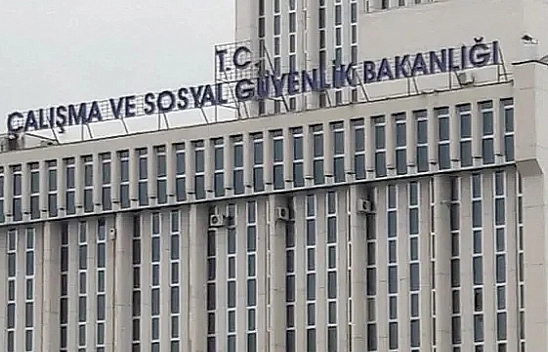 T.C.
ÇALIŞMA VE SOSYAL GÜVENLİK BAKANLIĞI